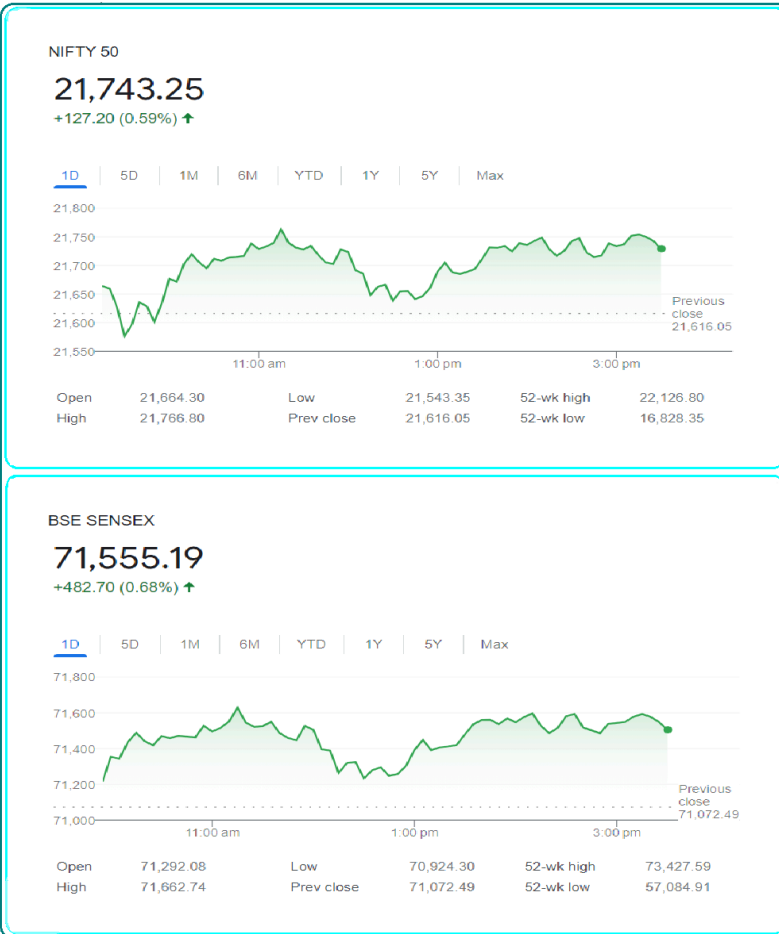 NIFTY 50
21,743.25
+127.20 (0.59%) ↑
1D 5D 1M 6M YTD 1Y 5Y Max
21,800
21,750
21,700
21,650
21,600
21,550
Previous
close
21,616.05
11:00 am 1:00 pm 3:00 pm
Open 21,664.30 Low 21,543.35 52-wk high 22,126.80
High 21,766.80 Prev close 21,616.05 52-wk low 16,828.35
BSE SENSEX
71,555.19
+482.70 (0.68%) ↑
1D 5D 1M 6M YTD 1Y 5Y Max
71,800
71,600
71,400
71,200
71,000
Previous
close
71,072.49
11:00 am 1:00 pm 3:00 pm
Open 71,292.08 Low 70,924.30 52-wk high 73,427.59
High 71,662.74 Prev close 71,072.49 52-wk low 57,084.91